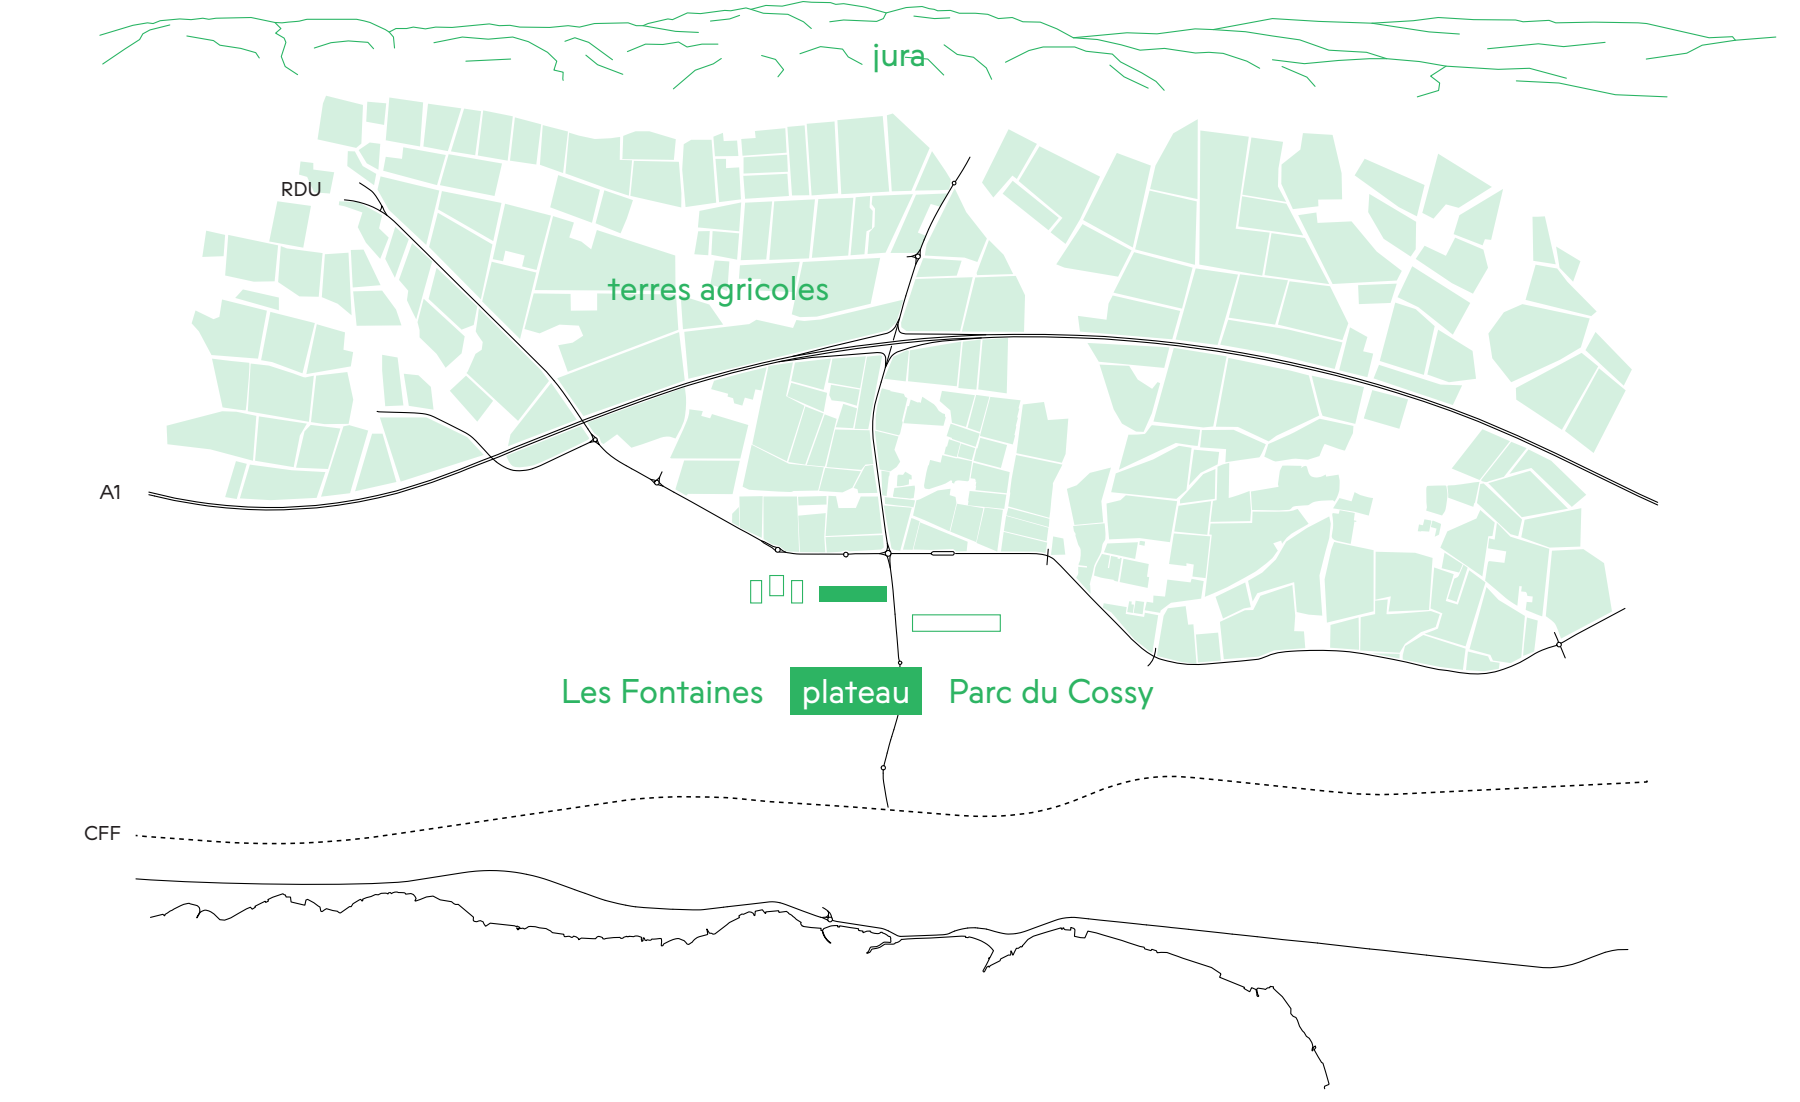 jura
RDU
terres agricoles
A1
Les Fontaines plateau Parc du Cossy
CFF